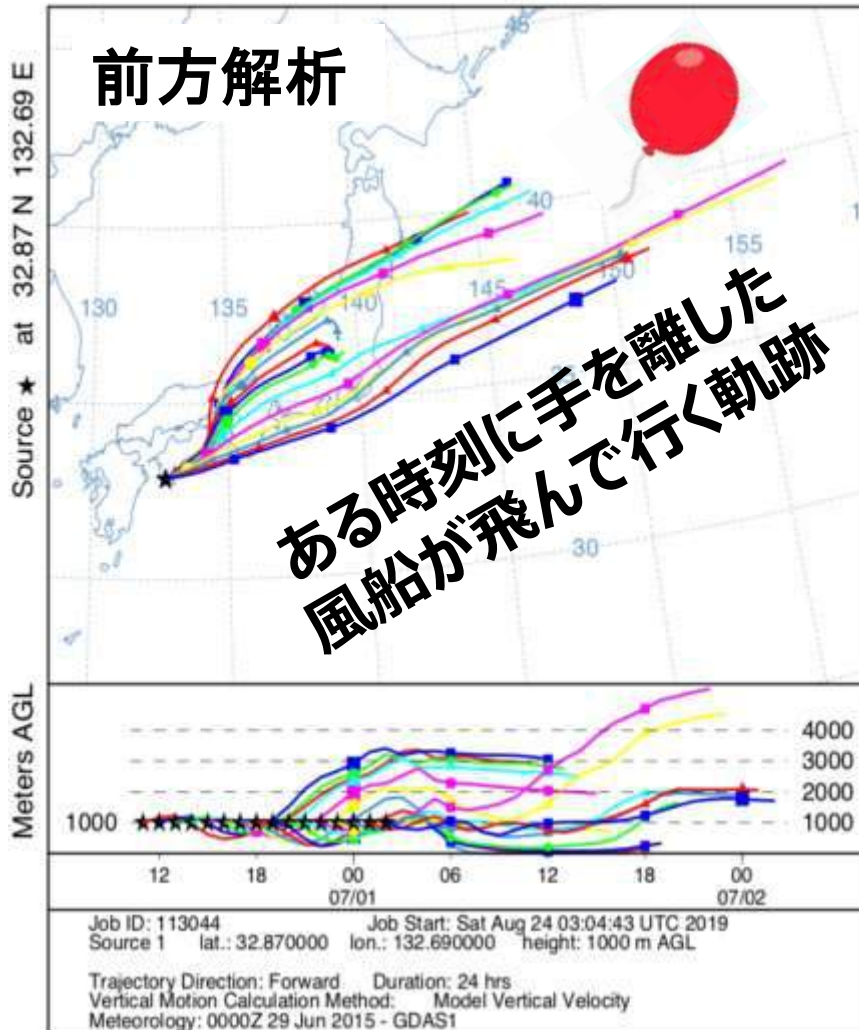 前方解析
Source ★ at 32.87 N 132.69 E
45
40
130
135
140
145
150
155
35
30
ある時刻に手を離した
風船が飛んで行く軌跡
Meters AGL
4000
3000
2000
1000
1000
12 18 00 06 12 18 00
07/01 07/02
Job ID: 113044 Job Start: Sat Aug 24 03:04:43 UTC 2019
Source 1 lat.: 32.870000 lon.: 132.690000 height: 1000 m AGL
Trajectory Direction: Forward Duration: 24 hrs
Vertical Motion Calculation Method: Model Vertical Velocity
Meteorology: 0000Z 29 Jun 2015 - GDAS1